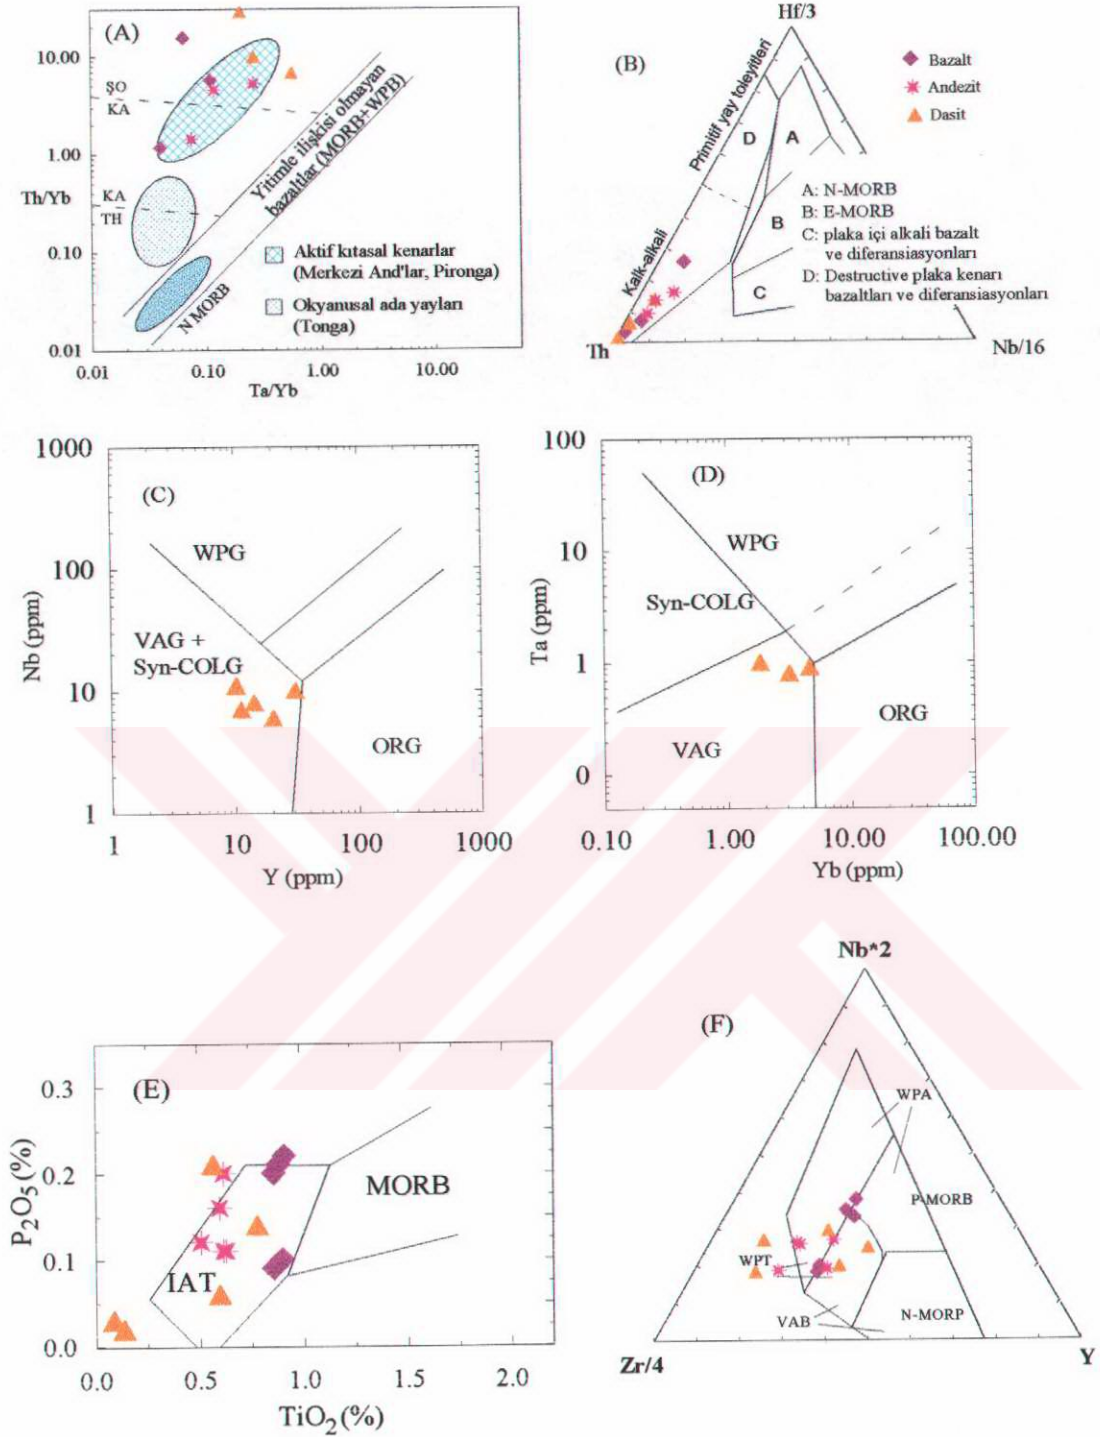 (A)
10.00
1.00
0.10
0.01
Th/Yb
ŞO
KA
KA
TH
Yitimle ilişkisi olmayan
bazaltlar (MORB+WPB)
N MORB
Aktif kıtasal kenarlar
(Merkezi And'lar, Pironga)
Okyanusal ada yayları
(Tonga)
0.01
0.10
1.00
10.00
Ta/Yb
Hf/3
(B)
Bazalt
Andezit
Dasit
Primitif yay toleyitleri
Kalk-alkali
D
A
B
C
A: N-MORB
B: E-MORB
C: plaka içi alkali bazalt
ve diferansiasyonları
D: Destructive plaka kenarı
bazaltları ve diferansiasyonları
Th
Nb/16
1000
100
10
1
Nb (ppm)
(C)
WPG
VAG +
Syn-COLG
ORG
1
10
100
1000
Y (ppm)
100
10
1
0
Ta (ppm)
(D)
WPG
Syn-COLG
VAG
ORG
0.10
1.00
10.00
100.00
Yb (ppm)
(E)
0.3
0.2
0.1
0.0
P₂O₅(%)
MORB
IAT
0.0
0.5
1.0
1.5
2.0
TiO₂(%)
Nb*2
(F)
WPA
P-MORB
WPT
VAB
N-MORP
Zr/4
Y